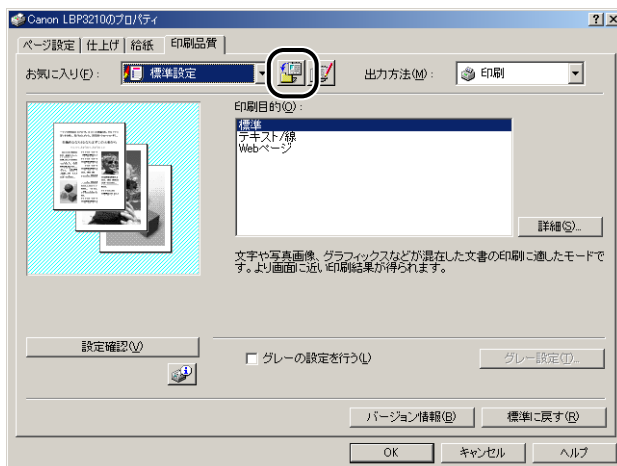 Canon LBP3210のプロパティ
ページ設定 仕上げ 給紙 印刷品質
お気に入り(F): 標準設定 出力方法(M): 印刷
印刷目的(O):
標準
テキスト/線
Webページ
詳細(S)...
文字や写真画像、グラフィックスなどが混在した文書の印刷に適したモードで
す。より画面に近い印刷結果が得られます。
設定確認(V)
グレーの設定を行う(L) グレー設定(T)...
バージョン情報(B) 標準に戻す(R)
OK キャンセル ヘルプ